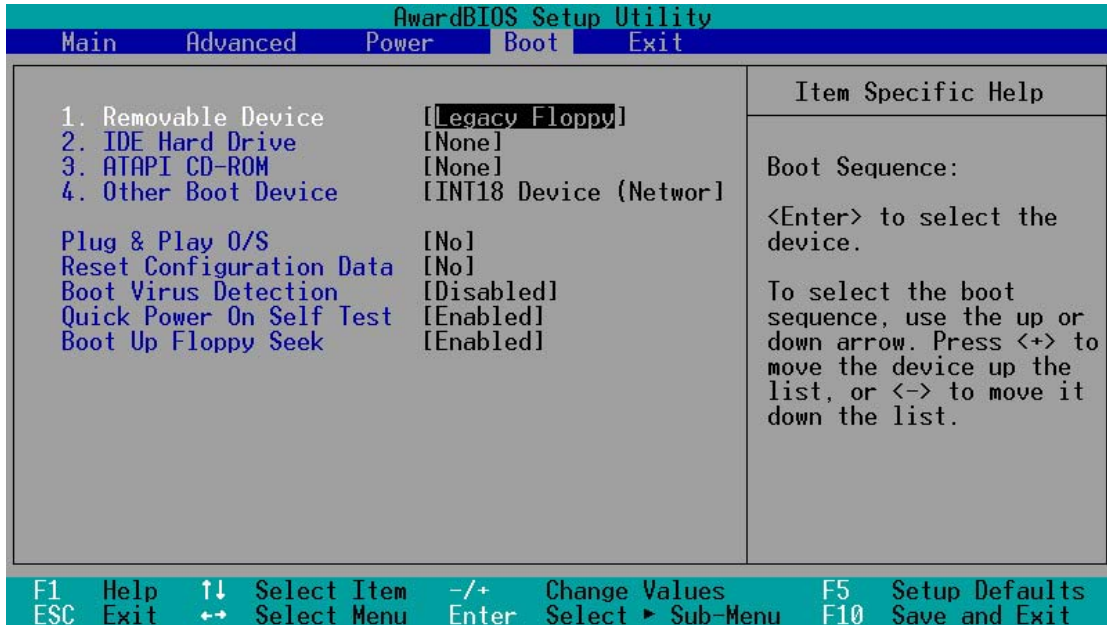 AwardBIOS Setup Utility
Main Advanced Power Boot Exit
1. Removable Device [Legacy Floppy]
2. IDE Hard Drive [None]
3. ATAPI CD-ROM [None]
4. Other Boot Device [INT18 Device (Networ]
Plug & Play O/S [No]
Reset Configuration Data [No]
Boot Virus Detection [Disabled]
Quick Power On Self Test [Enabled]
Boot Up Floppy Seek [Enabled]
Item Specific Help
Boot Sequence:
<Enter> to select the
device.
To select the boot
sequence, use the up or
down arrow. Press <+> to
move the device up the
list, or <-> to move it
down the list.
F1 Help ↑↓ Select Item -/+ Change Values F5 Setup Defaults
ESC Exit ←→ Select Menu Enter Select ► Sub-Menu F10 Save and Exit